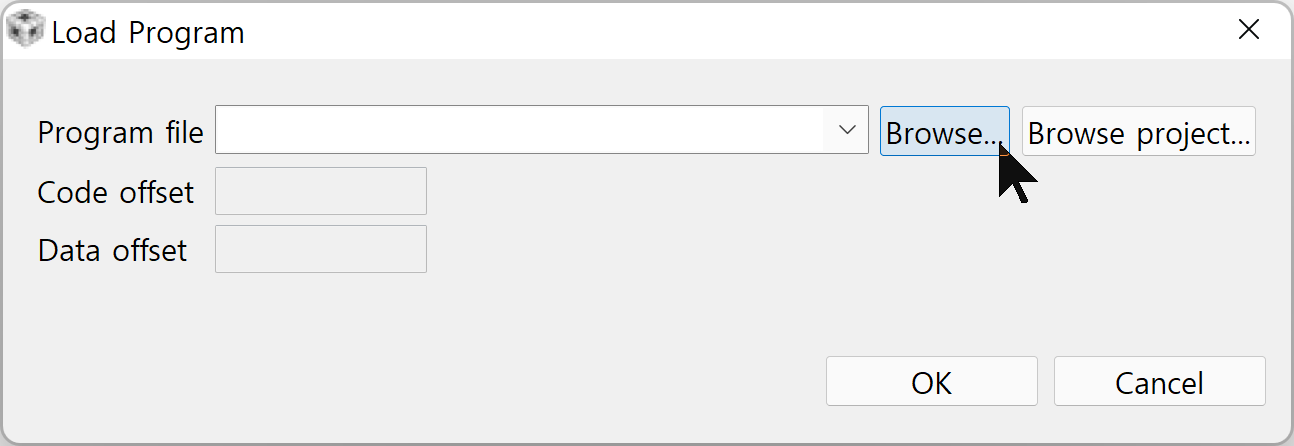 Load Program
Program file Browse... Browse project...
Code offset
Data offset
OK Cancel